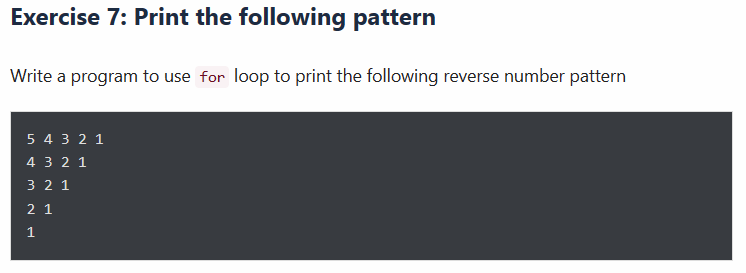 Exercise 7: Print the following pattern
Write a program to use for loop to print the following reverse number pattern
5 4 3 2 1
4 3 2 1
3 2 1
2 1
1